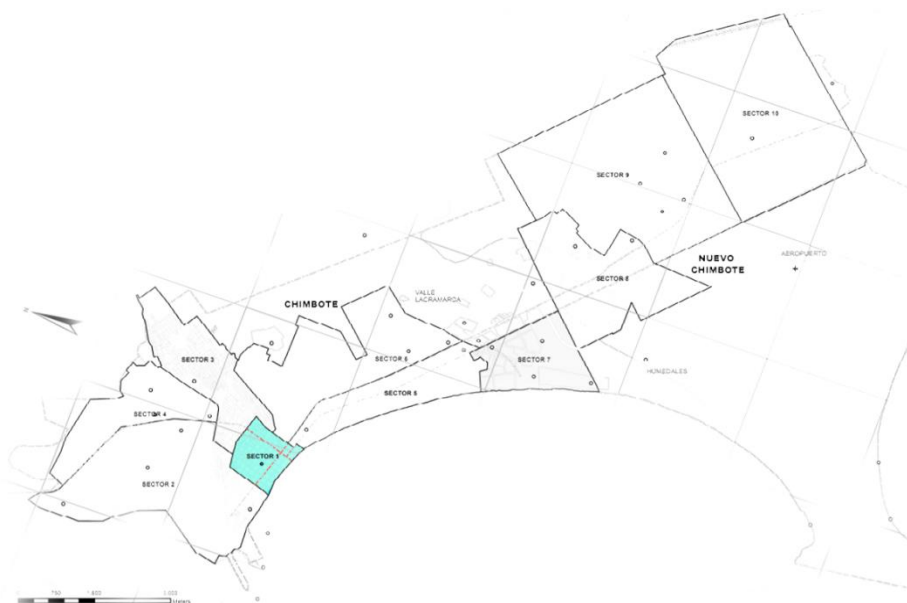 SECTOR 10
SECTOR 9
NUEVO
CHIMBOTE
AEROPUERTO
SECTOR 8
VALLE
LACRAMARCA
CHIMBOTE
SECTOR 3
SECTOR 6
SECTOR 7
HUMEDALES
SECTOR 5
SECTOR 4
SECTOR 1
SECTOR 2
Meters